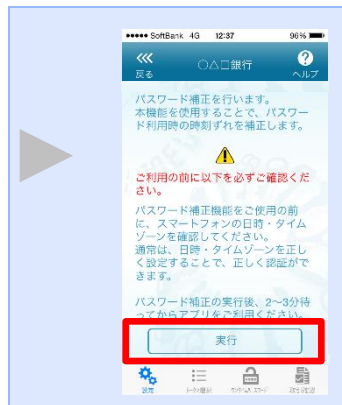 SoftBank 4G 12:37 96%
戻る ○△□銀行 ヘルプ
パスワード補正を行います。
本機能を使用することで、パスワー
ド利用時の時刻ずれを補正します。
ご利用の前に以下を必ずご確認くだ
さい。
パスワード補正機能をご使用の前
に、スマートフォンの日時・タイム
ゾーンを確認してください。
通常は、日時・タイムゾーンを正し
く設定することで、正しく認証がで
きます。
パスワード補正の実行後、2~3分待
ってからアプリをご利用ください。
実行
設定